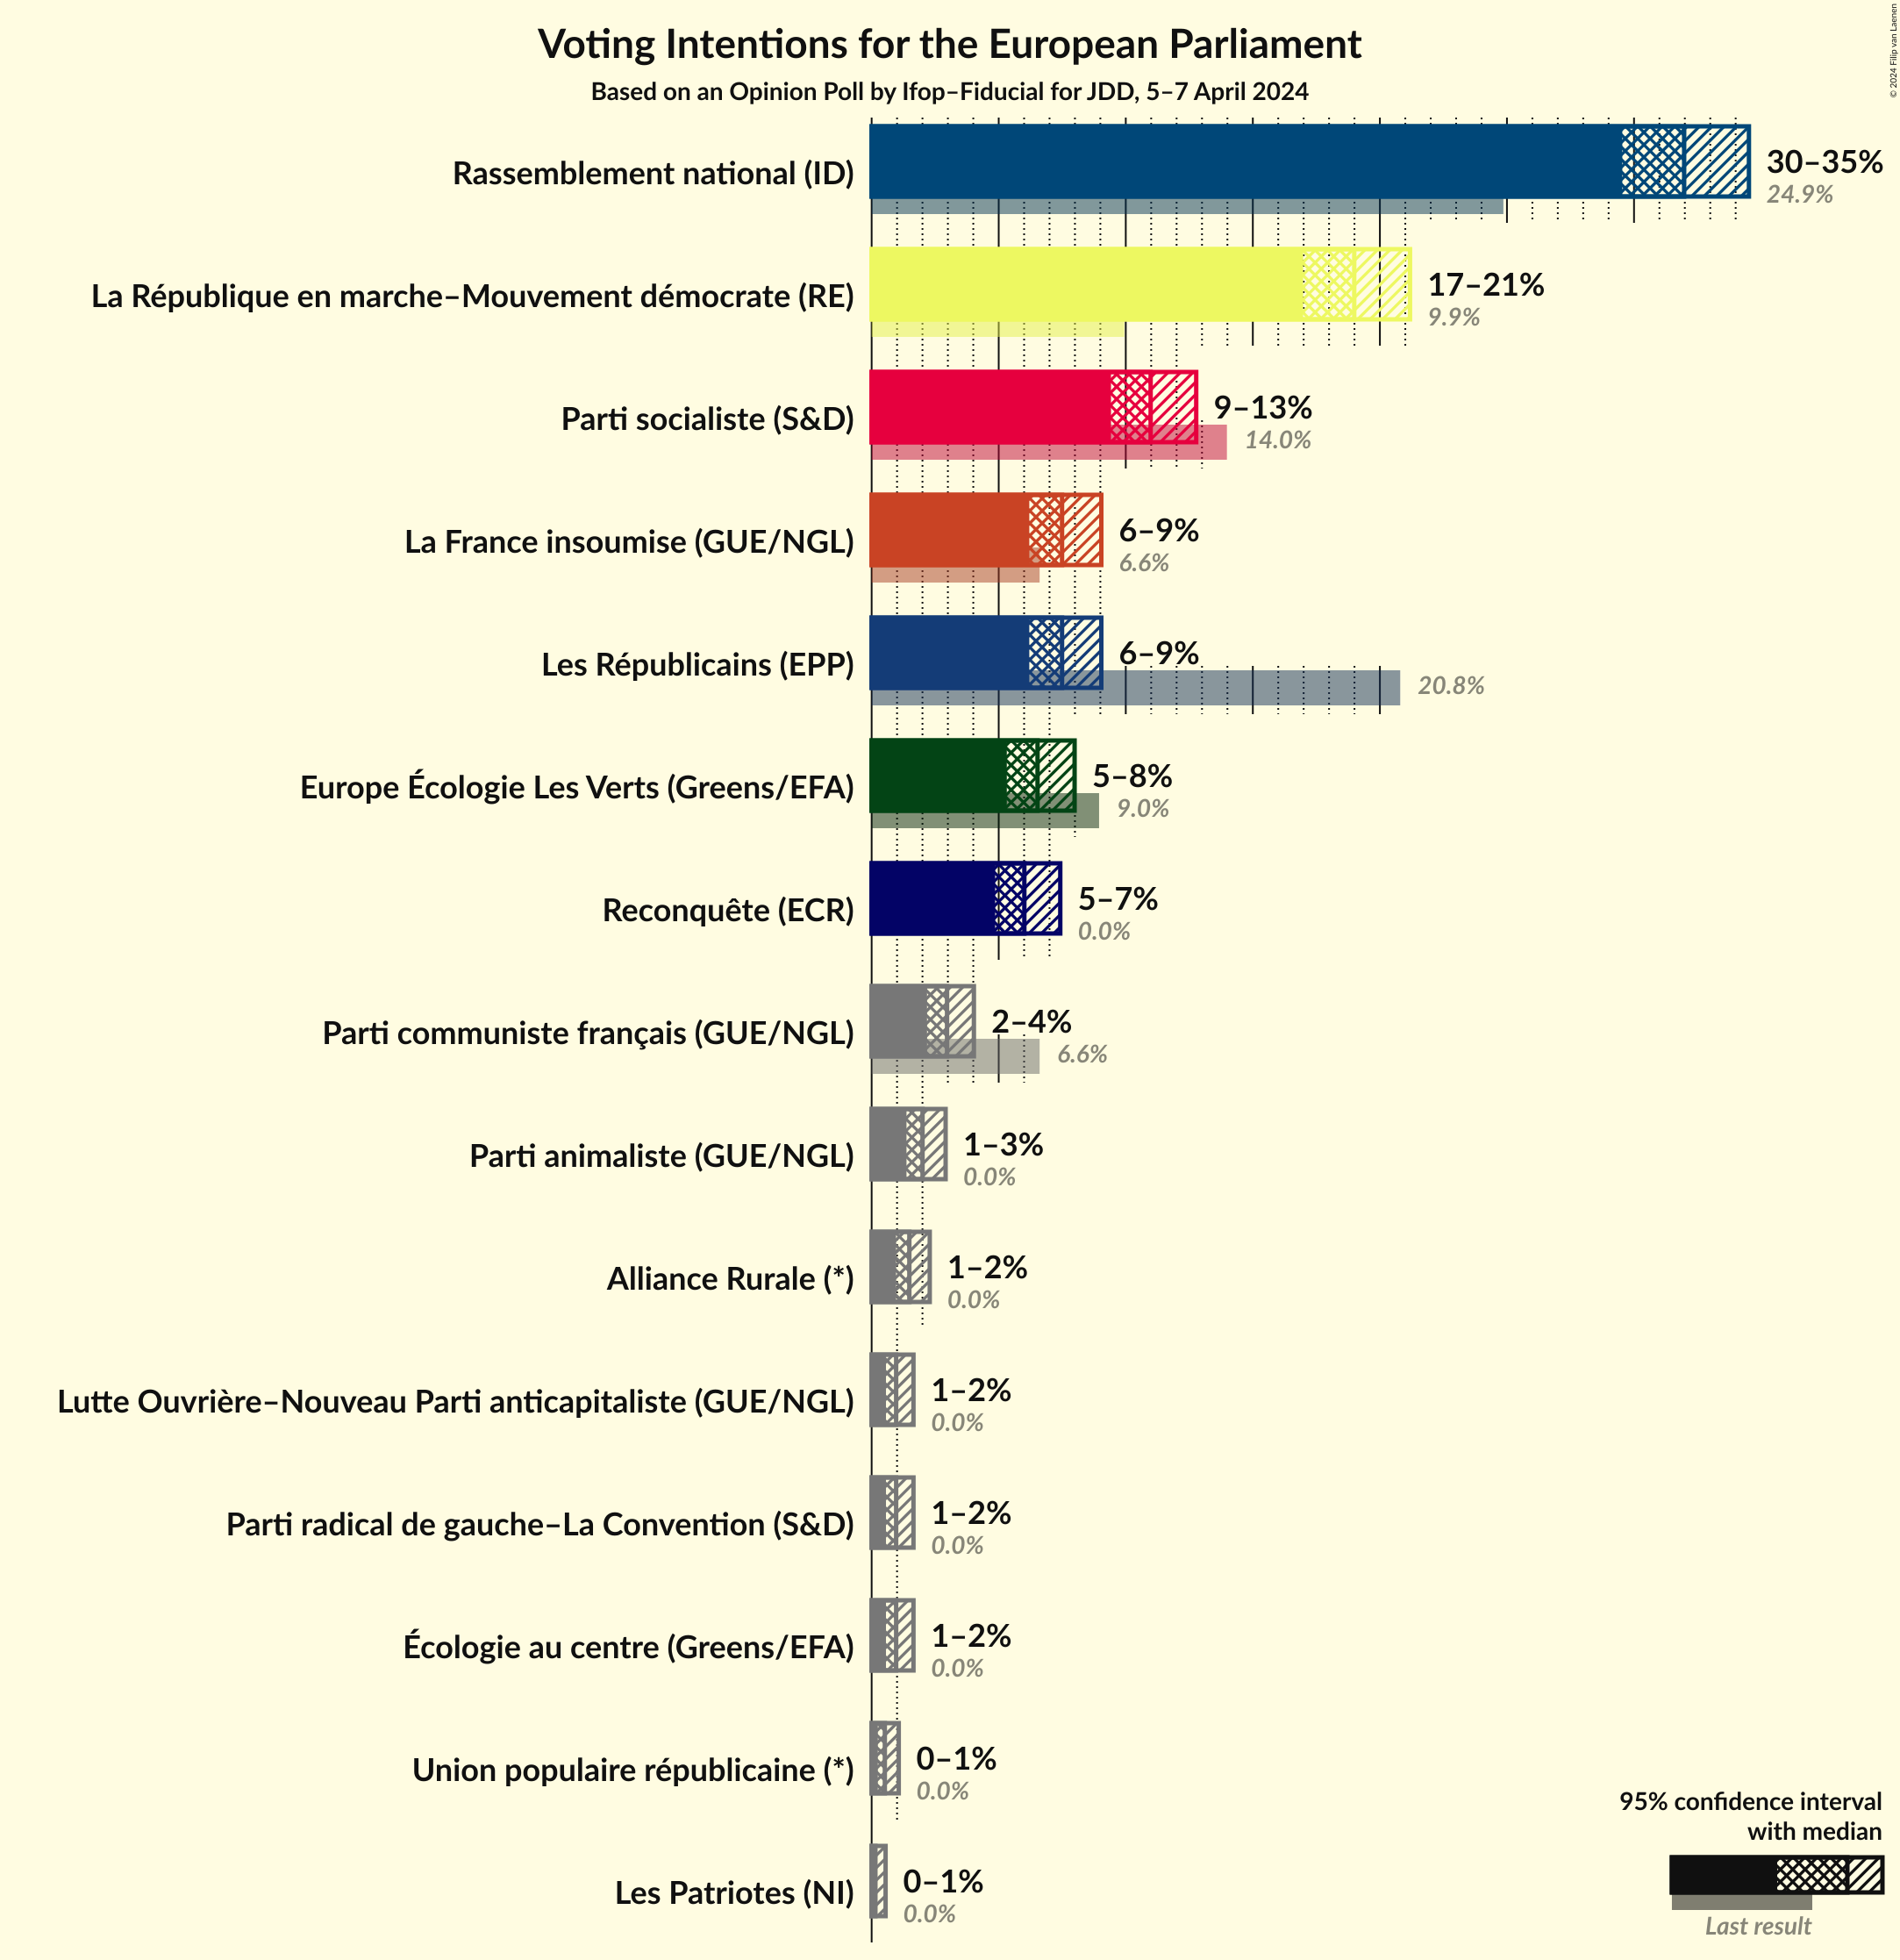 Voting Intentions for the European Parliament
Based on an Opinion Poll by Ifop–Fiducial for JDD, 5–7 April 2024
© 2024 Filip van Laenen
Rassemblement national (ID)
30–35%
24.9%
La République en marche–Mouvement démocrate (RE)
17–21%
9.9%
Parti socialiste (S&D)
9–13%
14.0%
La France insoumise (GUE/NGL)
6–9%
6.6%
Les Républicains (EPP)
6–9%
20.8%
Europe Écologie Les Verts (Greens/EFA)
5–8%
9.0%
Reconquête (ECR)
5–7%
0.0%
Parti communiste français (GUE/NGL)
2–4%
6.6%
Parti animaliste (GUE/NGL)
1–3%
0.0%
Alliance Rurale (*)
1–2%
0.0%
Lutte Ouvrière–Nouveau Parti anticapitaliste (GUE/NGL)
1–2%
0.0%
Parti radical de gauche–La Convention (S&D)
1–2%
0.0%
Écologie au centre (Greens/EFA)
1–2%
0.0%
Union populaire républicaine (*)
0–1%
0.0%
Les Patriotes (NI)
0–1%
0.0%
95% confidence interval
with median
Last result